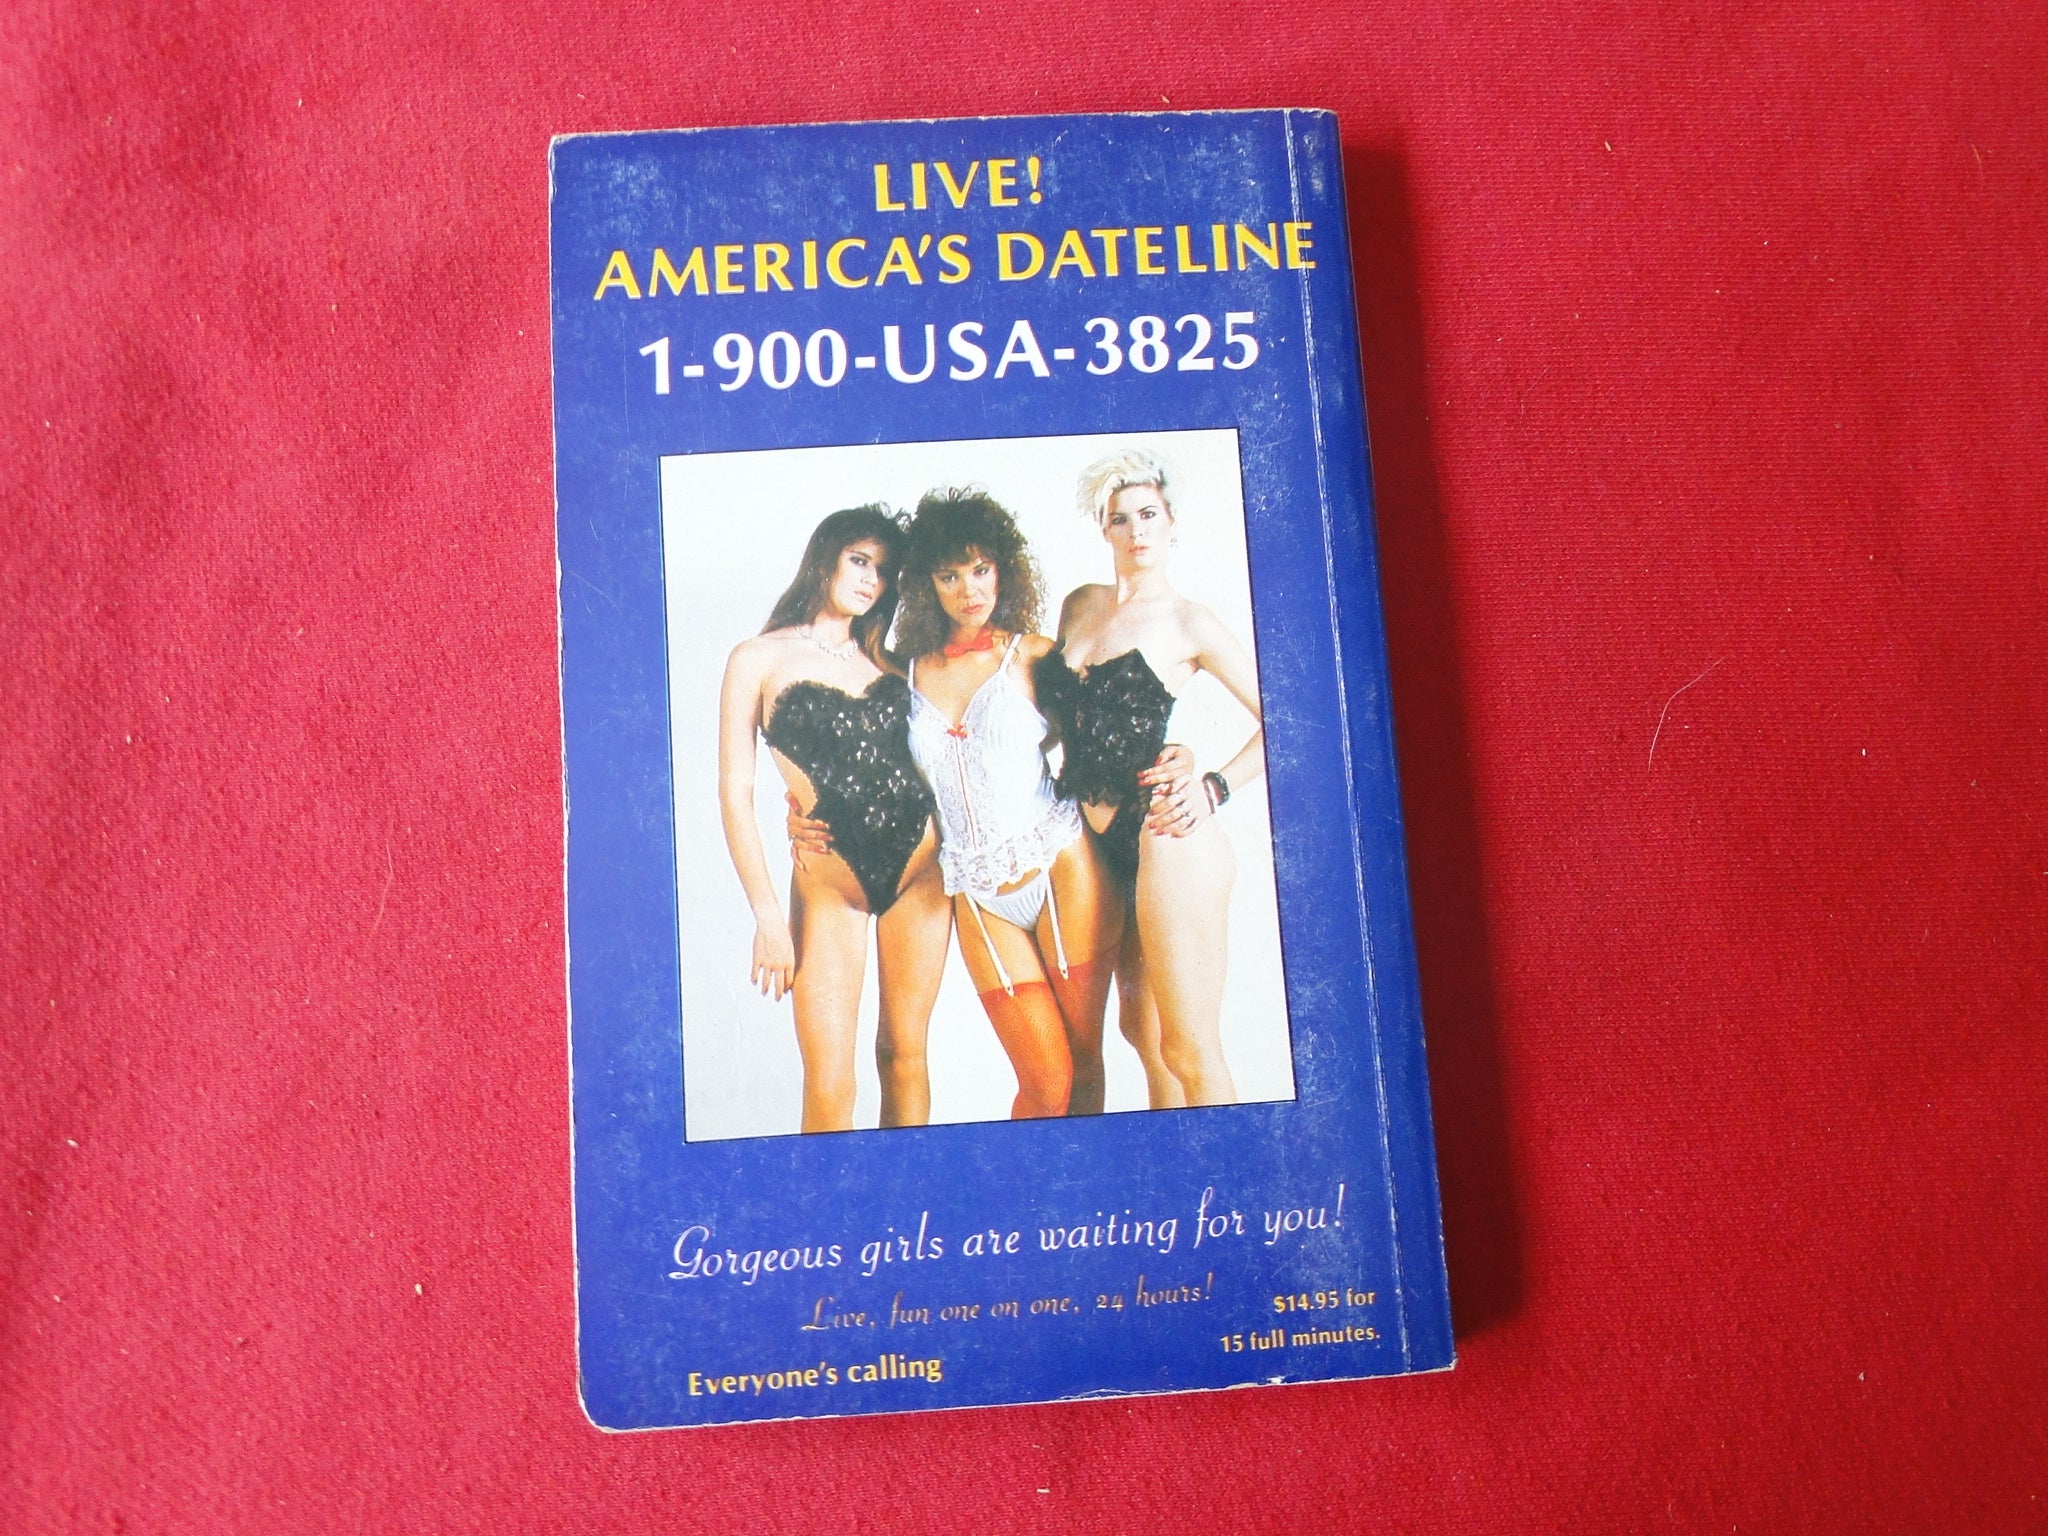 LIVE!
AMERICA'S DATELINE
1-900-USA-3825
Gorgeous girls are waiting for you!
Live, fun one on one, 24 hours!
$14.95 for
15 full minutes.
Everyone's calling